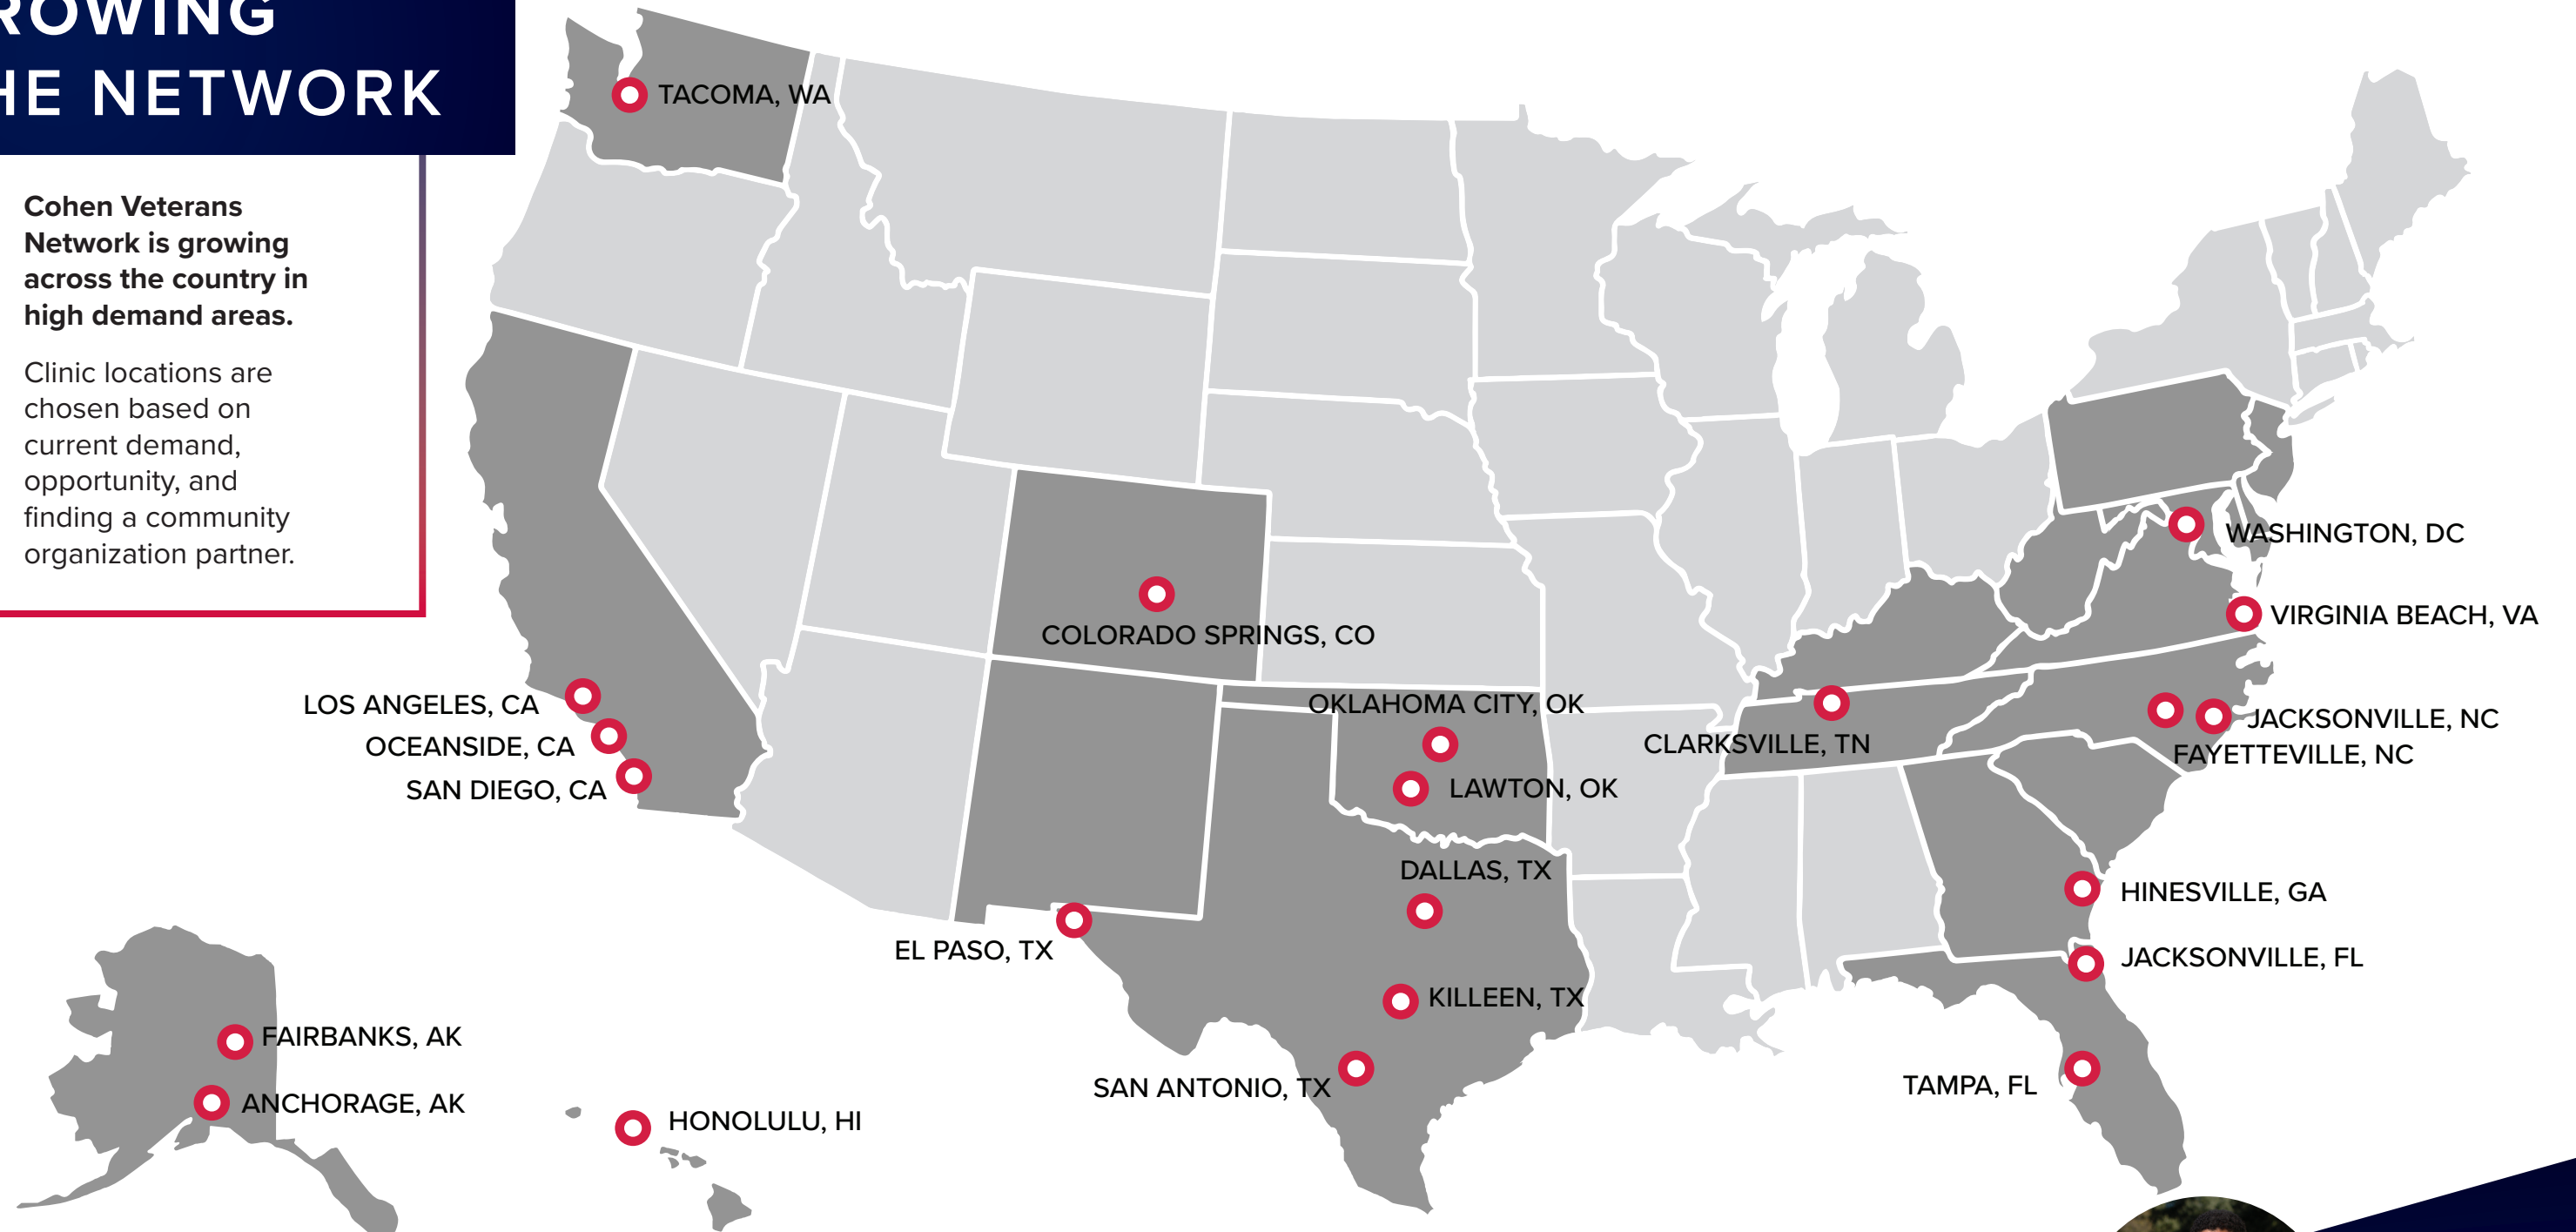 ROWING
HE NETWORK
Cohen Veterans
Network is growing
across the country in
high demand areas.
Clinic locations are
chosen based on
current demand,
opportunity, and
finding a community
organization partner.
TACOMA, WA
WASHINGTON, DC
VIRGINIA BEACH, VA
COLORADO SPRINGS, CO
LOS ANGELES, CA
OKLAHOMA CITY, OK
JACKSONVILLE, NC
OCEANSIDE, CA
CLARKSVILLE, TN
FAYETTEVILLE, NC
SAN DIEGO, CA
LAWTON, OK
DALLAS, TX
HINESVILLE, GA
EL PASO, TX
JACKSONVILLE, FL
KILLEEN, TX
FAIRBANKS, AK
SAN ANTONIO, TX
TAMPA, FL
ANCHORAGE, AK
HONOLULU, HI